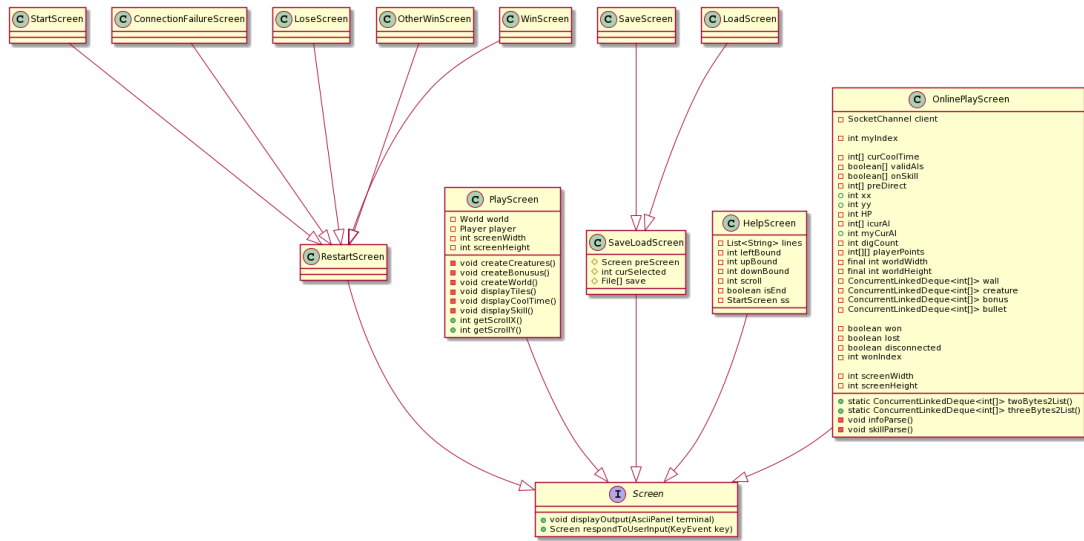 C StartScreen
C ConnectionFailureScreen
C LoseScreen
C OtherWinScreen
C WinScreen
C SaveScreen
C LoadScreen
C OnlinePlayScreen
SocketChannel client
int myIndex
int[] curCoolTime
boolean[] validAIs
boolean[] onSkill
int[] preDirect
int xx
int yy
int HP
int[] icurAI
int myCurAI
int digCount
int[][] playerPoints
final int worldWidth
final int worldHeight
ConcurrentLinkedDeque<int[]> wall
ConcurrentLinkedDeque<int[]> creature
ConcurrentLinkedDeque<int[]> bonus
ConcurrentLinkedDeque<int[]> bullet
boolean won
boolean lost
boolean disconnected
int wonIndex
int screenWidth
int screenHeight
static ConcurrentLinkedDeque<int[]> twoBytes2List()
static ConcurrentLinkedDeque<int[]> threeBytes2List()
void infoParse()
void skillParse()
C PlayScreen
World world
Player player
int screenWidth
int screenHeight
void createCreatures()
void createBonusus()
void createWorld()
void displayTiles()
void displayCoolTime()
void displaySkill()
int getScrollX()
int getScrollY()
C HelpScreen
List<String> lines
int leftBound
int upBound
int downBound
int scroll
boolean isEnd
StartScreen ss
C RestartScreen
C SaveLoadScreen
Screen preScreen
int curSelected
File[] save
I Screen
void displayOutput(AsciiPanel terminal)
Screen respondToUserInput(KeyEvent key)